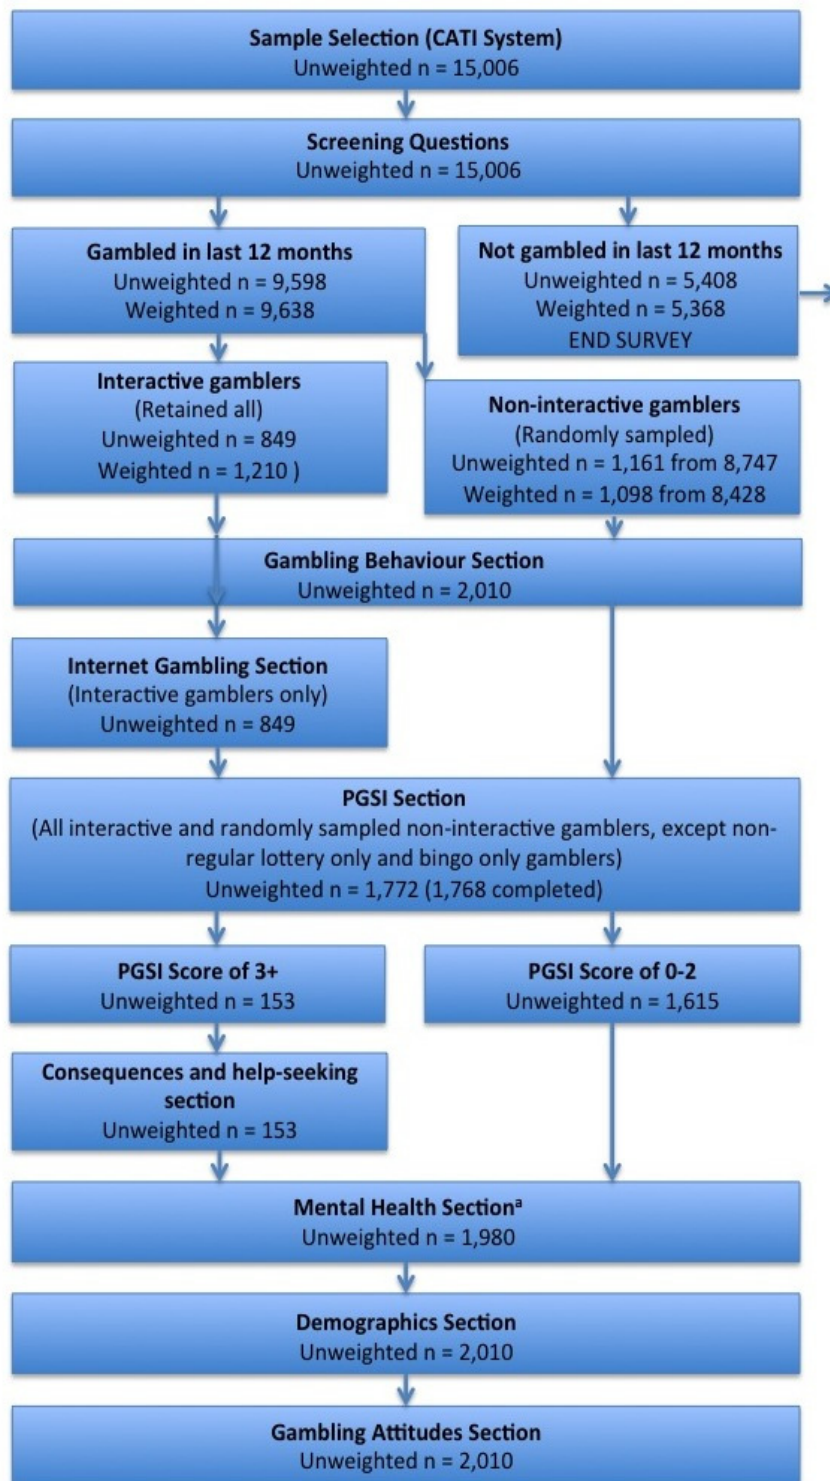 Sample Selection (CATI System)
Unweighted n = 15,006
Screening Questions
Unweighted n = 15,006
Gambled in last 12 months
Unweighted n = 9,598
Weighted n = 9,638
Not gambled in last 12 months
Unweighted n = 5,408
Weighted n = 5,368
END SURVEY
Interactive gamblers
(Retained all)
Unweighted n = 849
Weighted n = 1,210 )
Non-interactive gamblers
(Randomly sampled)
Unweighted n = 1,161 from 8,747
Weighted n = 1,098 from 8,428
Gambling Behaviour Section
Unweighted n = 2,010
Internet Gambling Section
(Interactive gamblers only)
Unweighted n = 849
PGSI Section
(All interactive and randomly sampled non-interactive gamblers, except non-
regular lottery only and bingo only gamblers)
Unweighted n = 1,772 (1,768 completed)
PGSI Score of 3+
Unweighted n = 153
PGSI Score of 0-2
Unweighted n = 1,615
Consequences and help-seeking
section
Unweighted n = 153
Mental Health Sectionᵃ
Unweighted n = 1,980
Demographics Section
Unweighted n = 2,010
Gambling Attitudes Section
Unweighted n = 2,010